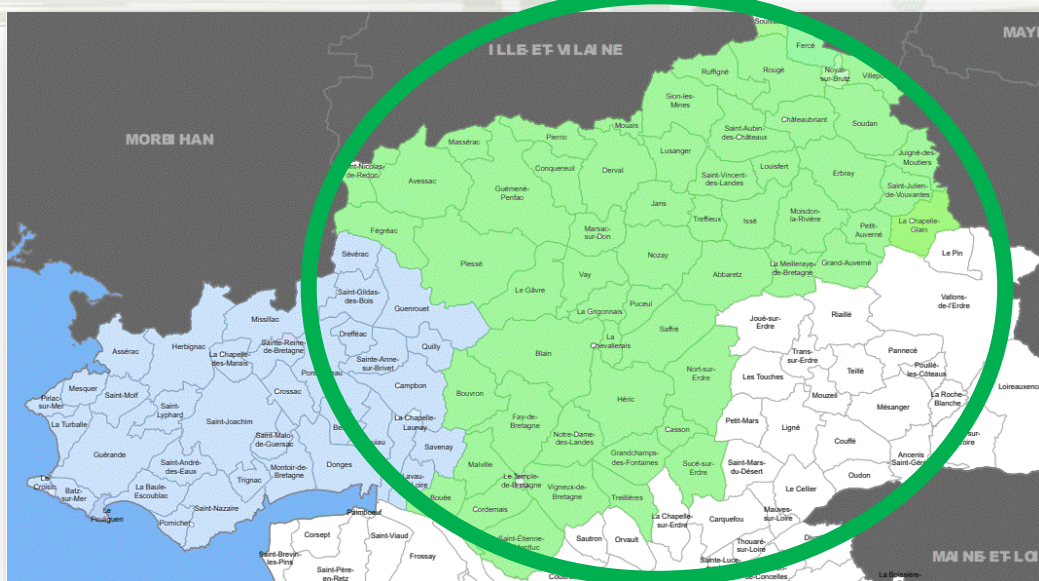 ILLE-ET-VILAINE
MAYE
MORBIHAN
Fercé
Rougé
Noyal-
sur-Brutz
Ruffigné
Sion-les-
Mines
Châteaubriant
Soudan
Mouais
Saint-Aubin
des-Châteaux
Massérac
Pierric
Lusanger
Juigné-des-
Moutiers
Louisfert
Erbray
Conquereuil
Derval
Avessac
Saint-Vincent-
des-Landes
Saint-Julien
de-Vouvantes
Guémené-
Penfao
Jans
Moisdon-
la-Rivière
Treffieux
Issé
La Chapelle-
Glain
Petit-
Auverné
Fégréac
Marsac-
sur-Don
Sévérac
Le Pin
Nozay
Plessé
La Meilleraye-
de-Bretagne
Grand-Auverné
Vay
Abbaretz
Saint-Gildas-
des-Bois
Le Gâvre
Vallons-
de-l'Erdre
Guenrouet
Puceul
La Grigonnais
Missillac
Joué-sur-
Erdre
Riaillé
Saffré
Drefféac
La
Chevallerais
Herbignac
Sainte-Reine-
de-Bretagne
Quilly
Assérac
La Chapelle-
des-Marais
Blain
Trans-
sur-Erdre
Pannecé
Sainte-Anne-
sur-Brivet
Pouillé-
les-Côteaux
Teillé
Nort-sur-
Erdre
Les Touches
Mesquer
Crossac
Campbon
Loireauxence
Saint-Molf
Bouvron
Mouzeil
La Roche-
Blanche
Piriac-
sur-Mer
Héric
Mésanger
Saint-
Lyphard
Fay-de-
Bretagne
Petit-Mars
La Turballe
Saint-Joachim
La Chapelle-
Launay
Ligné
Casson
Saint-Malo-
de-Guersac
Notre-Dame
des-Landes
Couffé
Savenay
Guérande
Grandchamps-
des-Fontaines
Ancenis
Saint-Géré
Saint-André
des-Eaux
Donges
Malville
Sucé-sur-
Erdre
Saint-Mars-
du-Désert
Montoir-de-
Bretagne
Oudon
Trignac
Le Temple-
de-Bretagne
Le
Croisic
La Baule-
Escoublac
Vigneux-de-
Bretagne
Le Cellier
Batz-
sur-Mer
Bouée
Treillières
Saint-Nazaire
Cordemais
Mauves-
sur-Loire
Le
Pouliguen
Paimboeuf
La Chapelle-
sur-Erdre
Carquefou
Pornichet
Corsept
Saint-Viaud
Sautron
Orvault
Thouaré-
sur-Loire
Saint-Brevin-
les-Pins
Frossay
MAINE-ET-LOI
Saint-Père-
en-Retz
La Boissière-